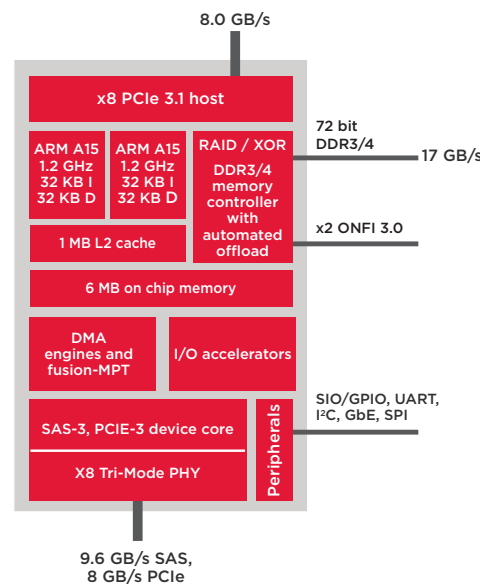 8.0 GB/s
x8 PCIe 3.1 host
ARM A15
1.2 GHz
32 KB I
32 KB D
ARM A15
1.2 GHz
32 KB I
32 KB D
RAID / XOR
DDR3/4
memory
controller
with
automated
offload
72 bit
DDR3/4
17 GB/s
1 MB L2 cache
x2 ONFI 3.0
6 MB on chip memory
DMA
engines and
fusion-MPT
I/O accelerators
SAS-3, PCIE-3 device core
X8 Tri-Mode PHY
Peripherals
SIO/GPIO, UART,
I²C, GbE, SPI
9.6 GB/s SAS,
8 GB/s PCIe